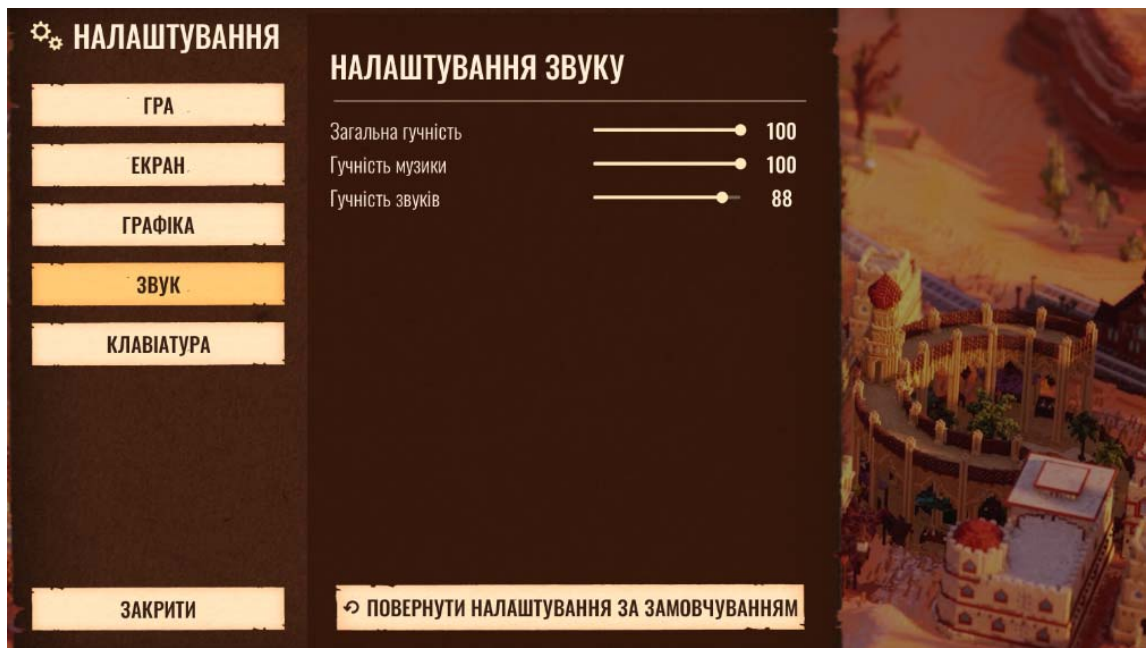 НАЛАШТУВАННЯ
ГРА
ЕКРАН
ГРАФІКА
ЗВУК
КЛАВІАТУРА
ЗАКРИТИ
НАЛАШТУВАННЯ ЗВУКУ
Загальна гучність 100
Гучність музики 100
Гучність звуків 88
ПОВЕРНУТИ НАЛАШТУВАННЯ ЗА ЗАМОВЧУВАННЯМ